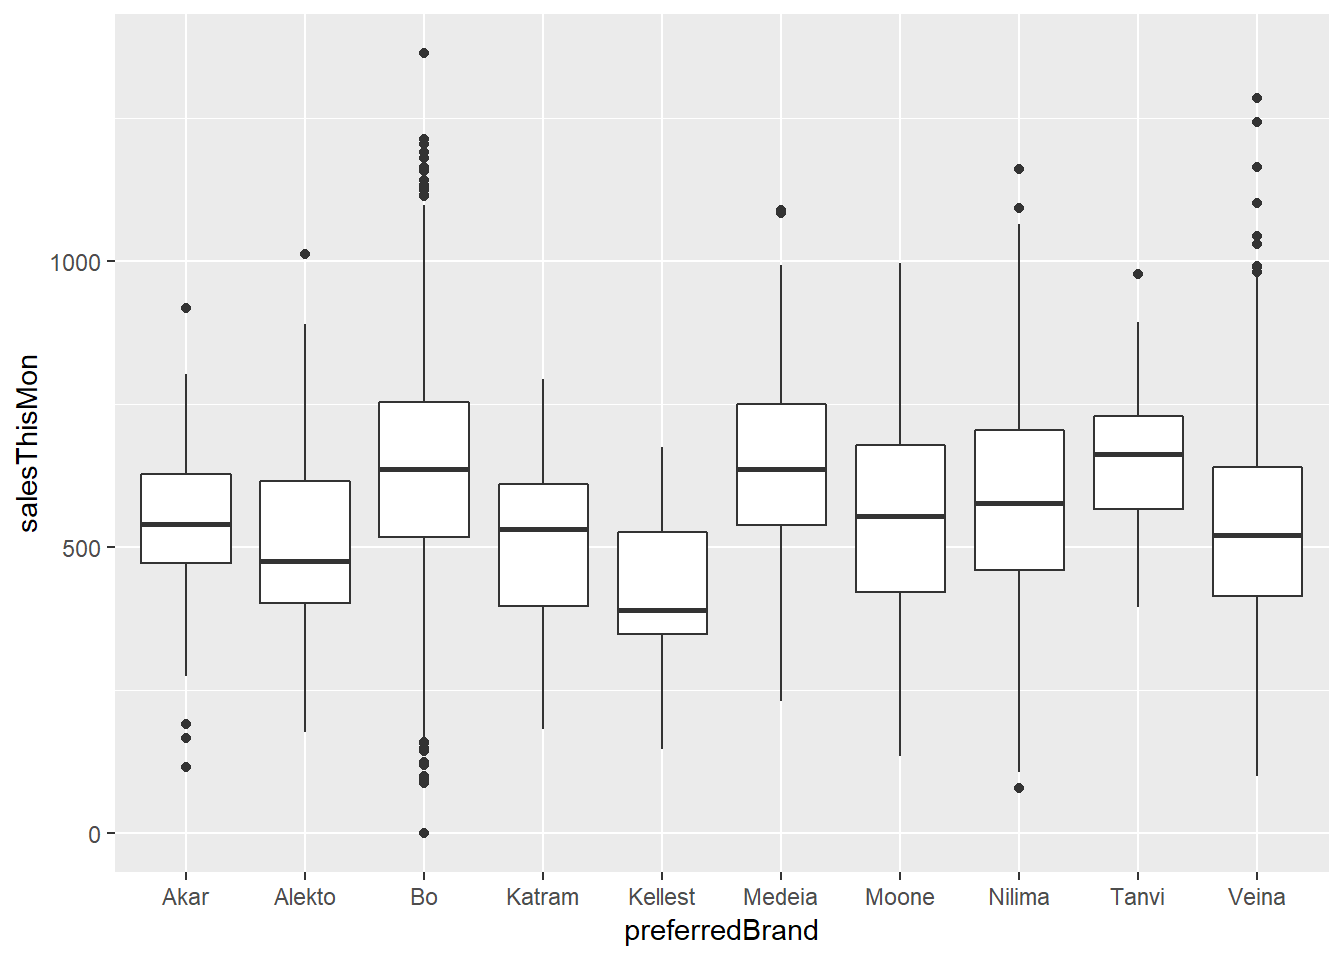 salesThisMon
1000
500
0
Akar Alekto Bo Katram Kellest Medeia Moone Nilima Tanvi Veina
preferredBrand